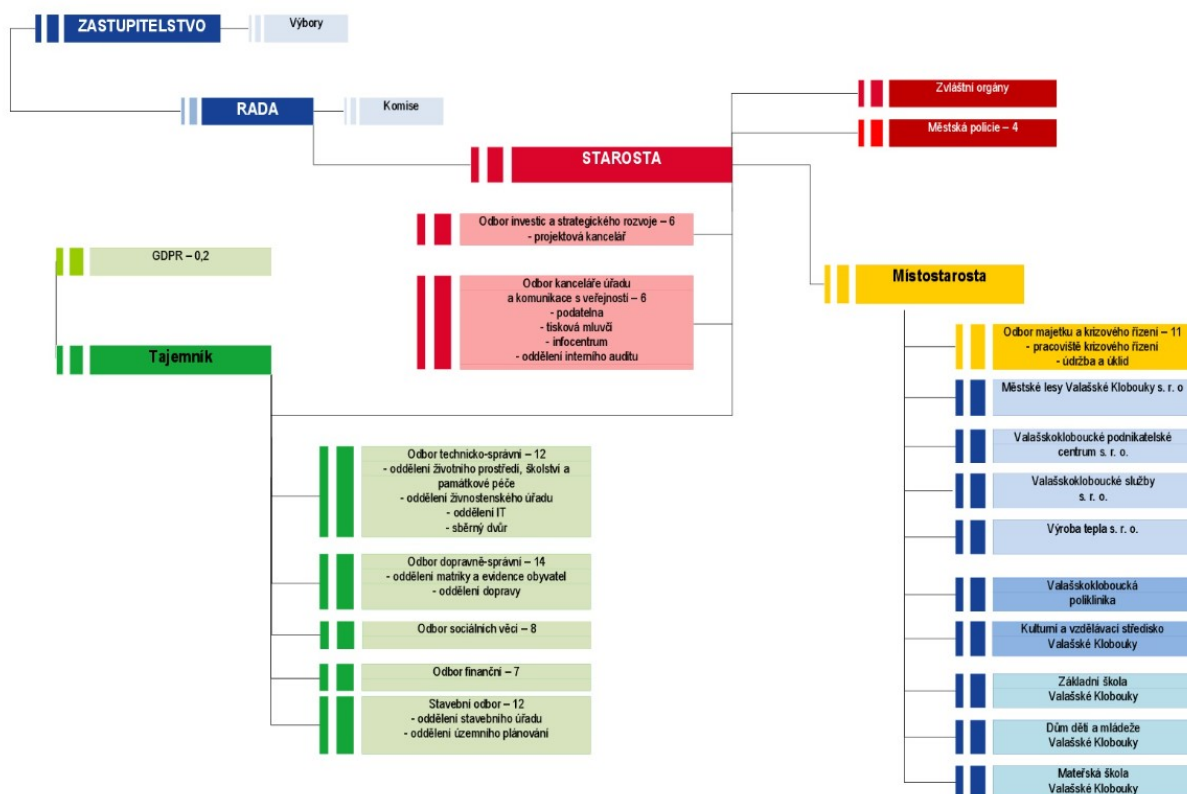 ZASTUPITELSTVO
Výbory
RADA
Komise
Zvláštní orgány
Městská policie – 4
STAROSTA
Odbor investic a strategického rozvoje – 6
- projektová kancelář
GDPR – 0,2
Odbor kanceláře úřadu
a komunikace s veřejností – 6
- podatelna
- tisková mluvčí
- infocentrum
- oddělení interního auditu
Místostarosta
Tajemník
Odbor majetku a krizového řízení – 11
- pracoviště krizového řízení
- údržba a úklid
Městské lesy Valašské Klobouky s. r. o
Valašskokloboucké podnikatelské
centrum s. r. o.
Valašskokloboucké služby
s. r. o.
Výroba tepla s. r. o.
Valašskokloboucká
poliklinika
Kulturní a vzdělávací středisko
Valašské Klobouky
Základní škola
Valašské Klobouky
Dům dětí a mládeže
Valašské Klobouky
Mateřská škola
Valašské Klobouky
Odbor technicko-správní – 12
- oddělení životního prostředí, školství a
památkové péče
- oddělení živnostenského úřadu
- oddělení IT
- sběrný dvůr
Odbor dopravně-správní – 14
- oddělení matriky a evidence obyvatel
- oddělení dopravy
Odbor sociálních věcí – 8
Odbor finanční – 7
Stavební odbor – 12
- oddělení stavebního úřadu
- oddělení územního plánování